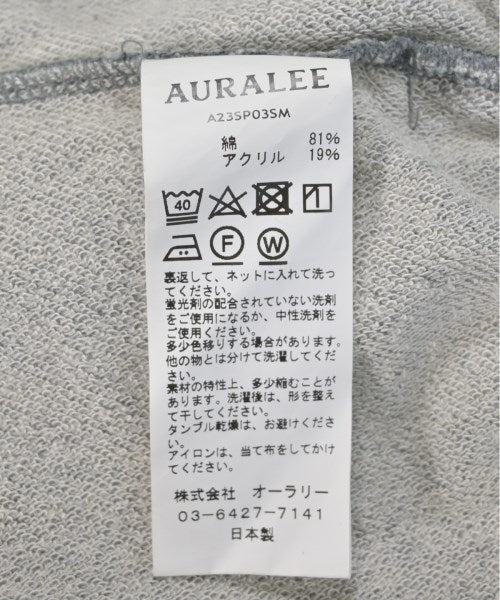 AURALEE
A23SP03SM
綿 81%
アクリル 19%
40
F W
裏返して、ネットに入れて洗っ
てください。
蛍光剤の配合されていない洗剤
をご使用になるか、中性洗剤を
ご使用ください。
多少色移りする場合があります。
他の物とは分けて洗濯してくだ
さい。
素材の特性上、多少縮むことが
あります。洗濯後は、形を整え
て干してください。
タンブル乾燥は、お避けくださ
い。
アイロンは、当て布をしてかけ
てください。
株式会社 オーラリー
03-6427-7141
日本製